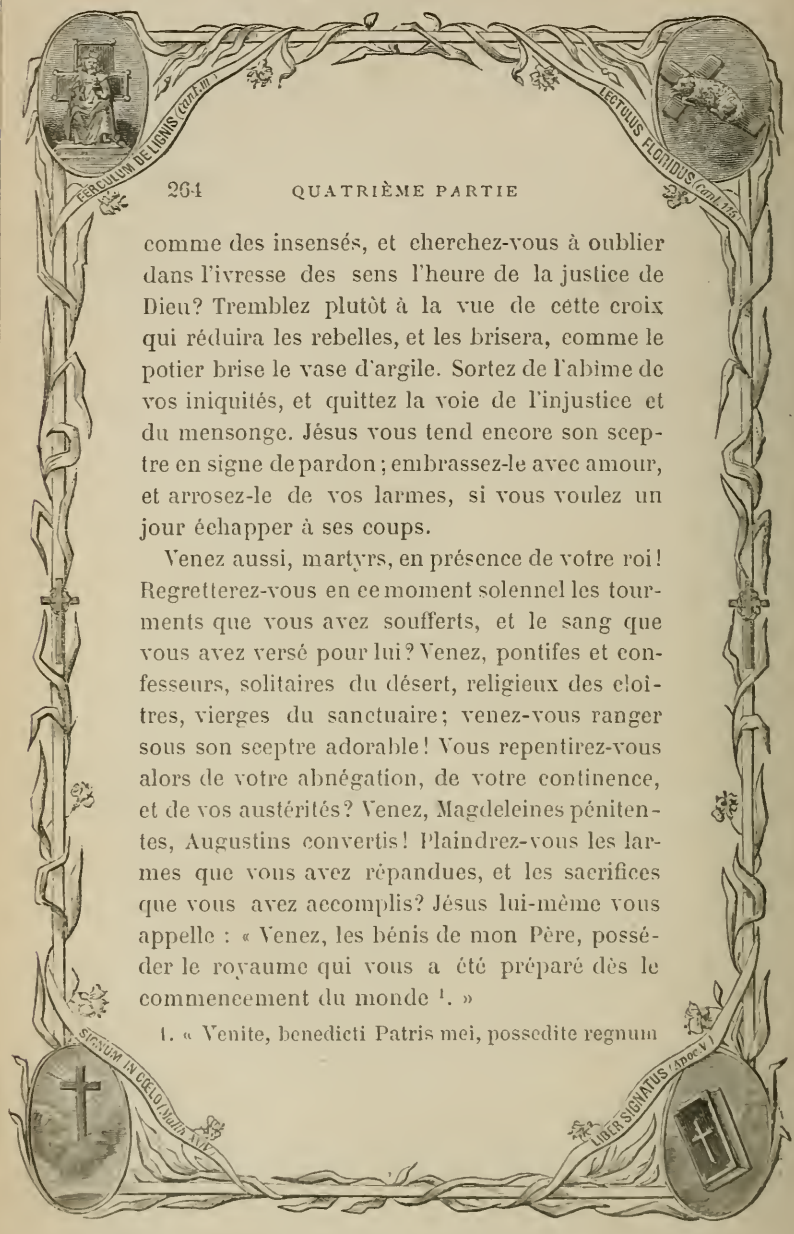 FERCULUM DE LIGNIS (Cant. III)
LECTULUS FLORIDUS (Cant. 1.16)
264 QUATRIÈME PARTIE
comme des insensés, et cherchez-vous à oublier
dans l'ivresse des sens l'heure de la justice de
Dieu? Tremblez plutôt à la vue de cette croix
qui réduira les rebelles, et les brisera, comme le
potier brise le vase d'argile. Sortez de l'abîme de
vos iniquités, et quittez la voie de l'injustice et
du mensonge. Jésus vous tend encore son scep-
tre en signe de pardon; embrassez-le avec amour,
et arrosez-le de vos larmes, si vous voulez un
jour échapper à ses coups.
Venez aussi, martyrs, en présence de votre roi!
Regretterez-vous en ce moment solennel les tour-
ments que vous avez soufferts, et le sang que
vous avez versé pour lui? Venez, pontifes et con-
fesseurs, solitaires du désert, religieux des cloî-
tres, vierges du sanctuaire; venez-vous ranger
sous son sceptre adorable! Vous repentirez-vous
alors de votre abnégation, de votre continence,
et de vos austérités? Venez, Magdeleines péniten-
tes, Augustins convertis! Plaindrez-vous les lar-
mes que vous avez répandues, et les sacrifices
que vous avez accomplis? Jésus lui-même vous
appelle : « Venez, les bénis de mon Père, possé-
der le royaume qui vous a été préparé dès le
commencement du monde ¹. »
1. « Venite, benedicti Patris mei, possedite regnum
SIGNUM IN CŒLO (Matth. XXIV)
LIBER SIGNATUS (Apoc. V)